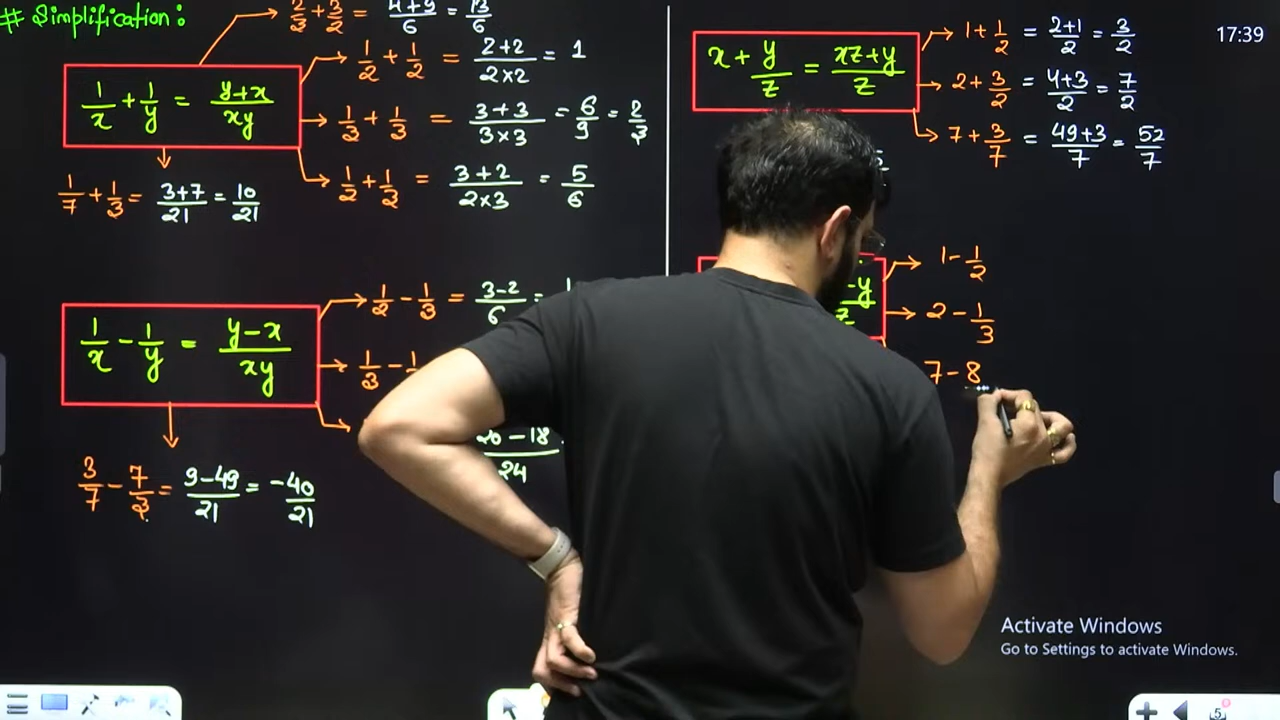 # Simplification:
2/3 + 3/2 = 4+9/6 = 13/6
1/x + 1/y = y+x/xy
1/2 + 1/2 = 2+2/2×2 = 1
1/3 + 1/3 = 3+3/3×3 = 6/9 = 2/3
1/2 + 1/3 = 3+2/2×3 = 5/6
1/7 + 1/3 = 3+7/21 = 10/21
1/x - 1/y = y-x/xy
1/2 - 1/3 = 3-2/6 =
1/3 - 1
20-18/24
3/7 - 7/3 = 9-49/21 = -40/21
x + y/z = xz+y/z
1 + 1/2 = 2+1/2 = 3/2
2 + 3/2 = 4+3/2 = 7/2
7 + 3/7 = 49+3/7 = 52/7
-y/z
1 - 1/2
2 - 1/3
7 - 8
17:39
Activate Windows
Go to Settings to activate Windows.
5